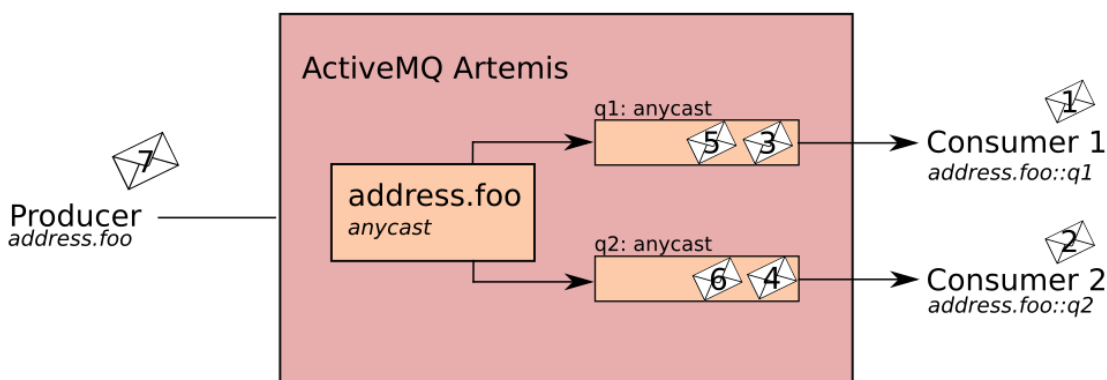 ActiveMQ Artemis
7
Producer
address.foo
address.foo
anycast
q1: anycast
5 3
q2: anycast
6 4
1
Consumer 1
address.foo::q1
2
Consumer 2
address.foo::q2